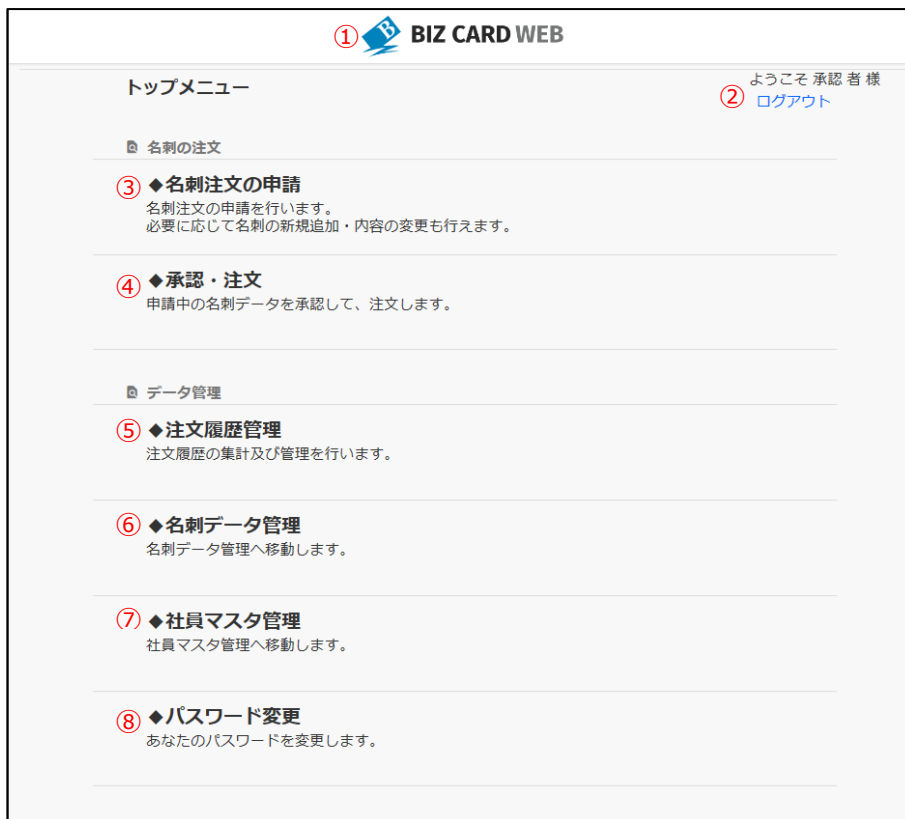 ① BIZ CARD WEB
トップメニュー
ようこそ 承認 者 様
② ログアウト
名刺の注文
③ ◆名刺注文の申請
名刺注文の申請を行います。
必要に応じて名刺の新規追加・内容の変更も行えます。
④ ◆承認・注文
申請中の名刺データを承認して、注文します。
データ管理
⑤ ◆注文履歴管理
注文履歴の集計及び管理を行います。
⑥ ◆名刺データ管理
名刺データ管理へ移動します。
⑦ ◆社員マスタ管理
社員マスタ管理へ移動します。
⑧ ◆パスワード変更
あなたのパスワードを変更します。